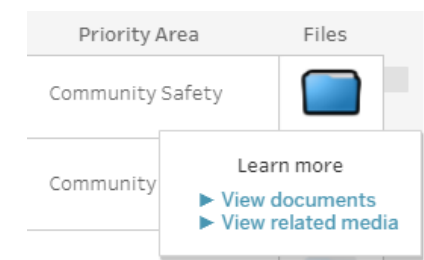 Priority Area Files
Community Safety
Learn more
Community
► View documents
► View related media